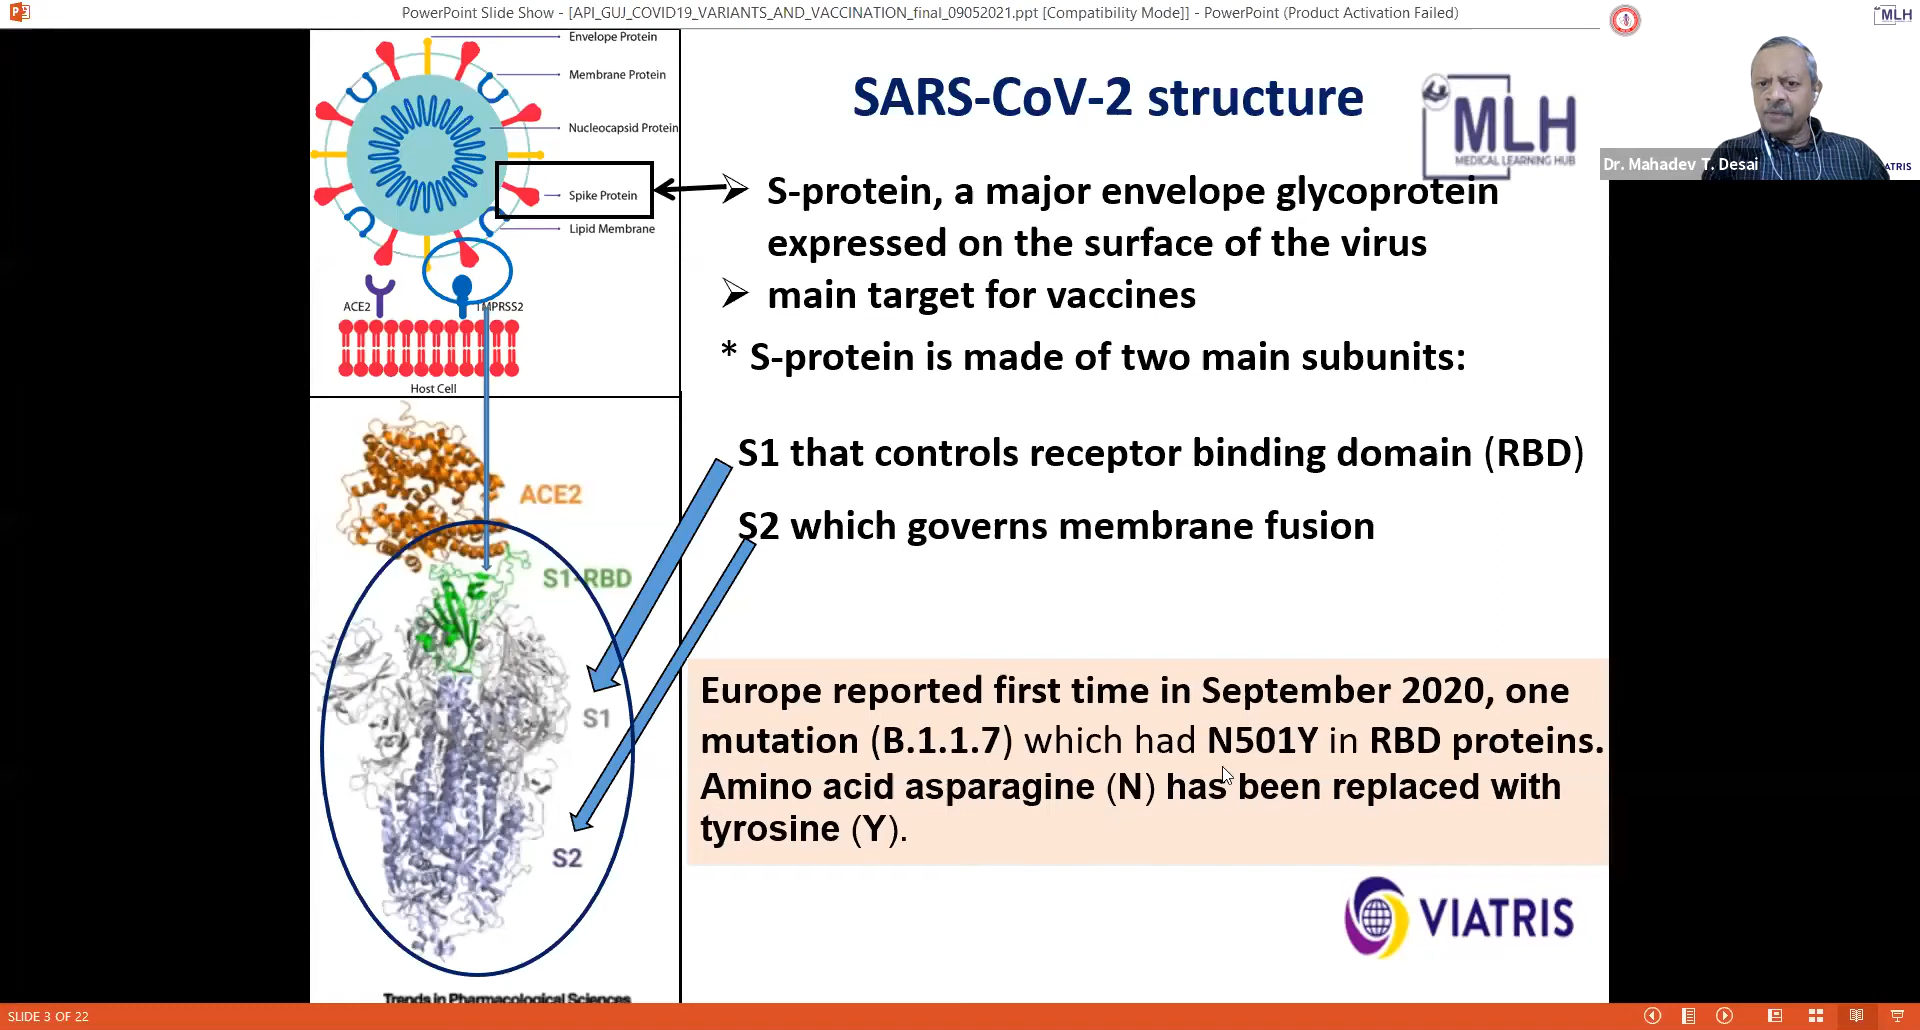 PowerPoint Slide Show - [API_GUJ_COVID19_VARIANTS_AND_VACCINATION_final_09052021.ppt [Compatibility Mode]] - PowerPoint (Product Activation Failed)
MLH
Envelope Protein
Membrane Protein
Nucleocapsid Protein
Spike Protein
Lipid Membrane
ACE2
TMPRSS2
Host Cell
SARS-CoV-2 structure
MLH
MEDICAL LEARNING HUB
Dr. Mahadev T. Desai
ATRIS
➢ S-protein, a major envelope glycoprotein
expressed on the surface of the virus
➢ main target for vaccines
* S-protein is made of two main subunits:
S1 that controls receptor binding domain (RBD)
S2 which governs membrane fusion
ACE2
S1-RBD
S1
S2
Trends in Pharmacological Sciences
Europe reported first time in September 2020, one
mutation (B.1.1.7) which had N501Y in RBD proteins.
Amino acid asparagine (N) has been replaced with
tyrosine (Y).
VIATRIS
SLIDE 3 OF 22